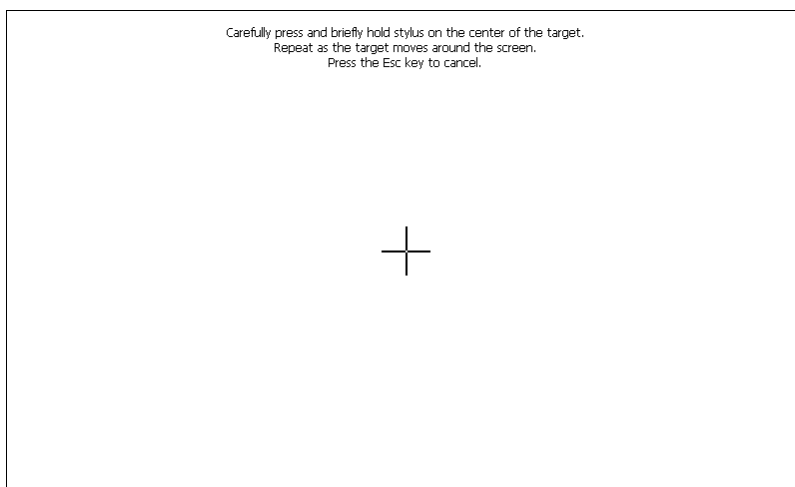 Carefully press and briefly hold stylus on the center of the target.
Repeat as the target moves around the screen.
Press the Esc key to cancel.